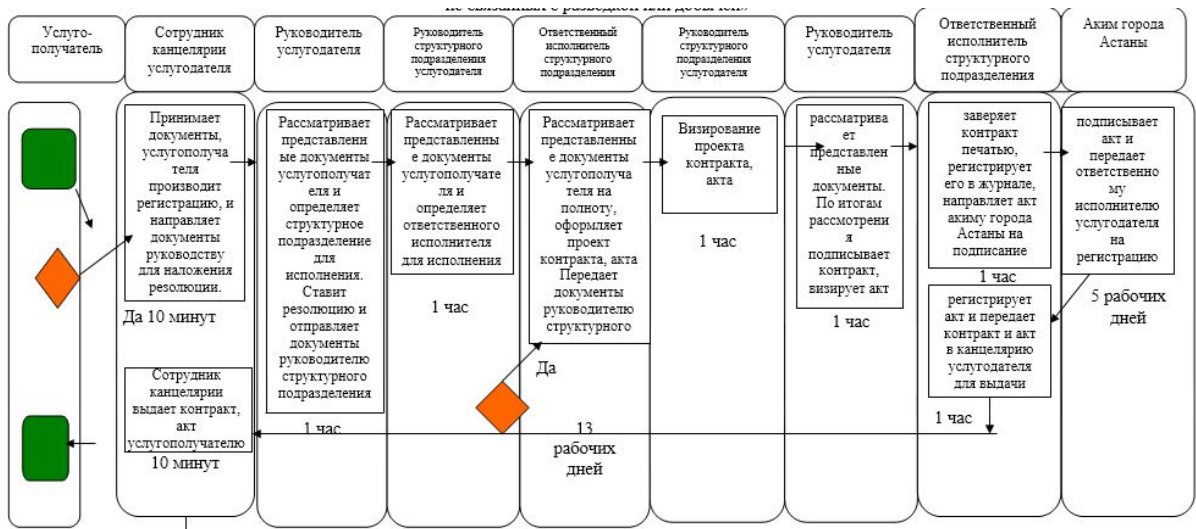 не связанных с разведкой или добычей»
Услуго-
получатель
Сотрудник
канцелярии
услугодателя
Руководитель
услугодателя
Руководитель
структурного
подразделения
услугодателя
Ответственный
исполнитель
структурного
подразделения
Руководитель
структурного
подразделения
услугодателя
Руководитель
услугодателя
Ответственный
исполнитель
структурного
подразделения
Аким города
Астаны
Принимает
документы,
услугополуча
теля
производит
регистрацию, и
направляет
документы
руководству
для наложения
резолюции.
Да 10 минут
Рассматривает
представлен
ные документы
услугополучат
еля и
определяет
структурное
подразделение
для
исполнения.
Ставит
резолюцию и
отправляет
документы
руководителю
структурного
подразделения
1 час
Рассматривает
представленны
е документы
услугополучате
ля и
определяет
ответственного
исполнителя
для исполнения
1 час
Рассматривает
представленны
е документы
услугополуча
теля на
полноту,
оформляет
проект
контракта, акта
Передает
документы
руководителю
структурного
Да
13
рабочих
дней
Визирование
проекта
контракта,
акта
1 час
рассматрива
ет
представлен
ные
документы.
По итогам
рассмотрени
я
подписывает
контракт,
визирует акт
1 час
заверяет
контракт
печатью,
регистрирует
его в журнале,
направляет акт
акиму города
Астаны на
подписание
1 час
подписывает
акт и
передает
ответственно
му
исполнителю
услугодателя
на
регистрацию
5 рабочих
дней
регистрирует
акт и передает
контракт и акт
в канцелярию
услугодателя
для выдачи
1 час
Сотрудник
канцелярии
выдает контракт,
акт
услугополучателю
10 минут